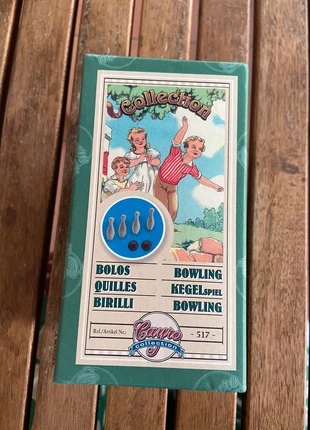 Collection
BOLOS BOWLING
QUILLES KEGELSPIEL
BIRILLI BOWLING
Ref./Artikel Nr.: Cayro - 517 -
collection